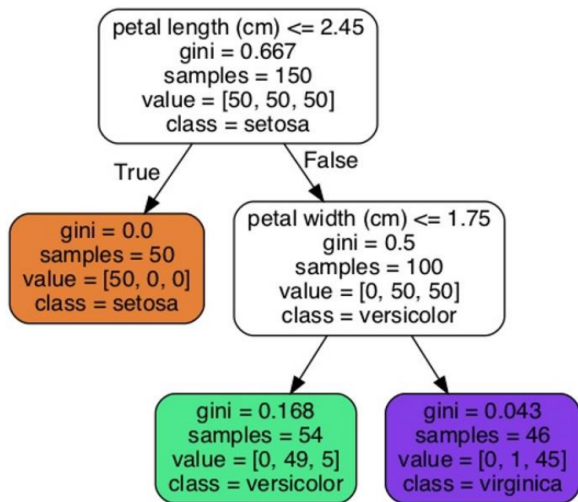 petal length (cm) <= 2.45
gini = 0.667
samples = 150
value = [50, 50, 50]
class = setosa
True
False
gini = 0.0
samples = 50
value = [50, 0, 0]
class = setosa
petal width (cm) <= 1.75
gini = 0.5
samples = 100
value = [0, 50, 50]
class = versicolor
gini = 0.168
samples = 54
value = [0, 49, 5]
class = versicolor
gini = 0.043
samples = 46
value = [0, 1, 45]
class = virginica